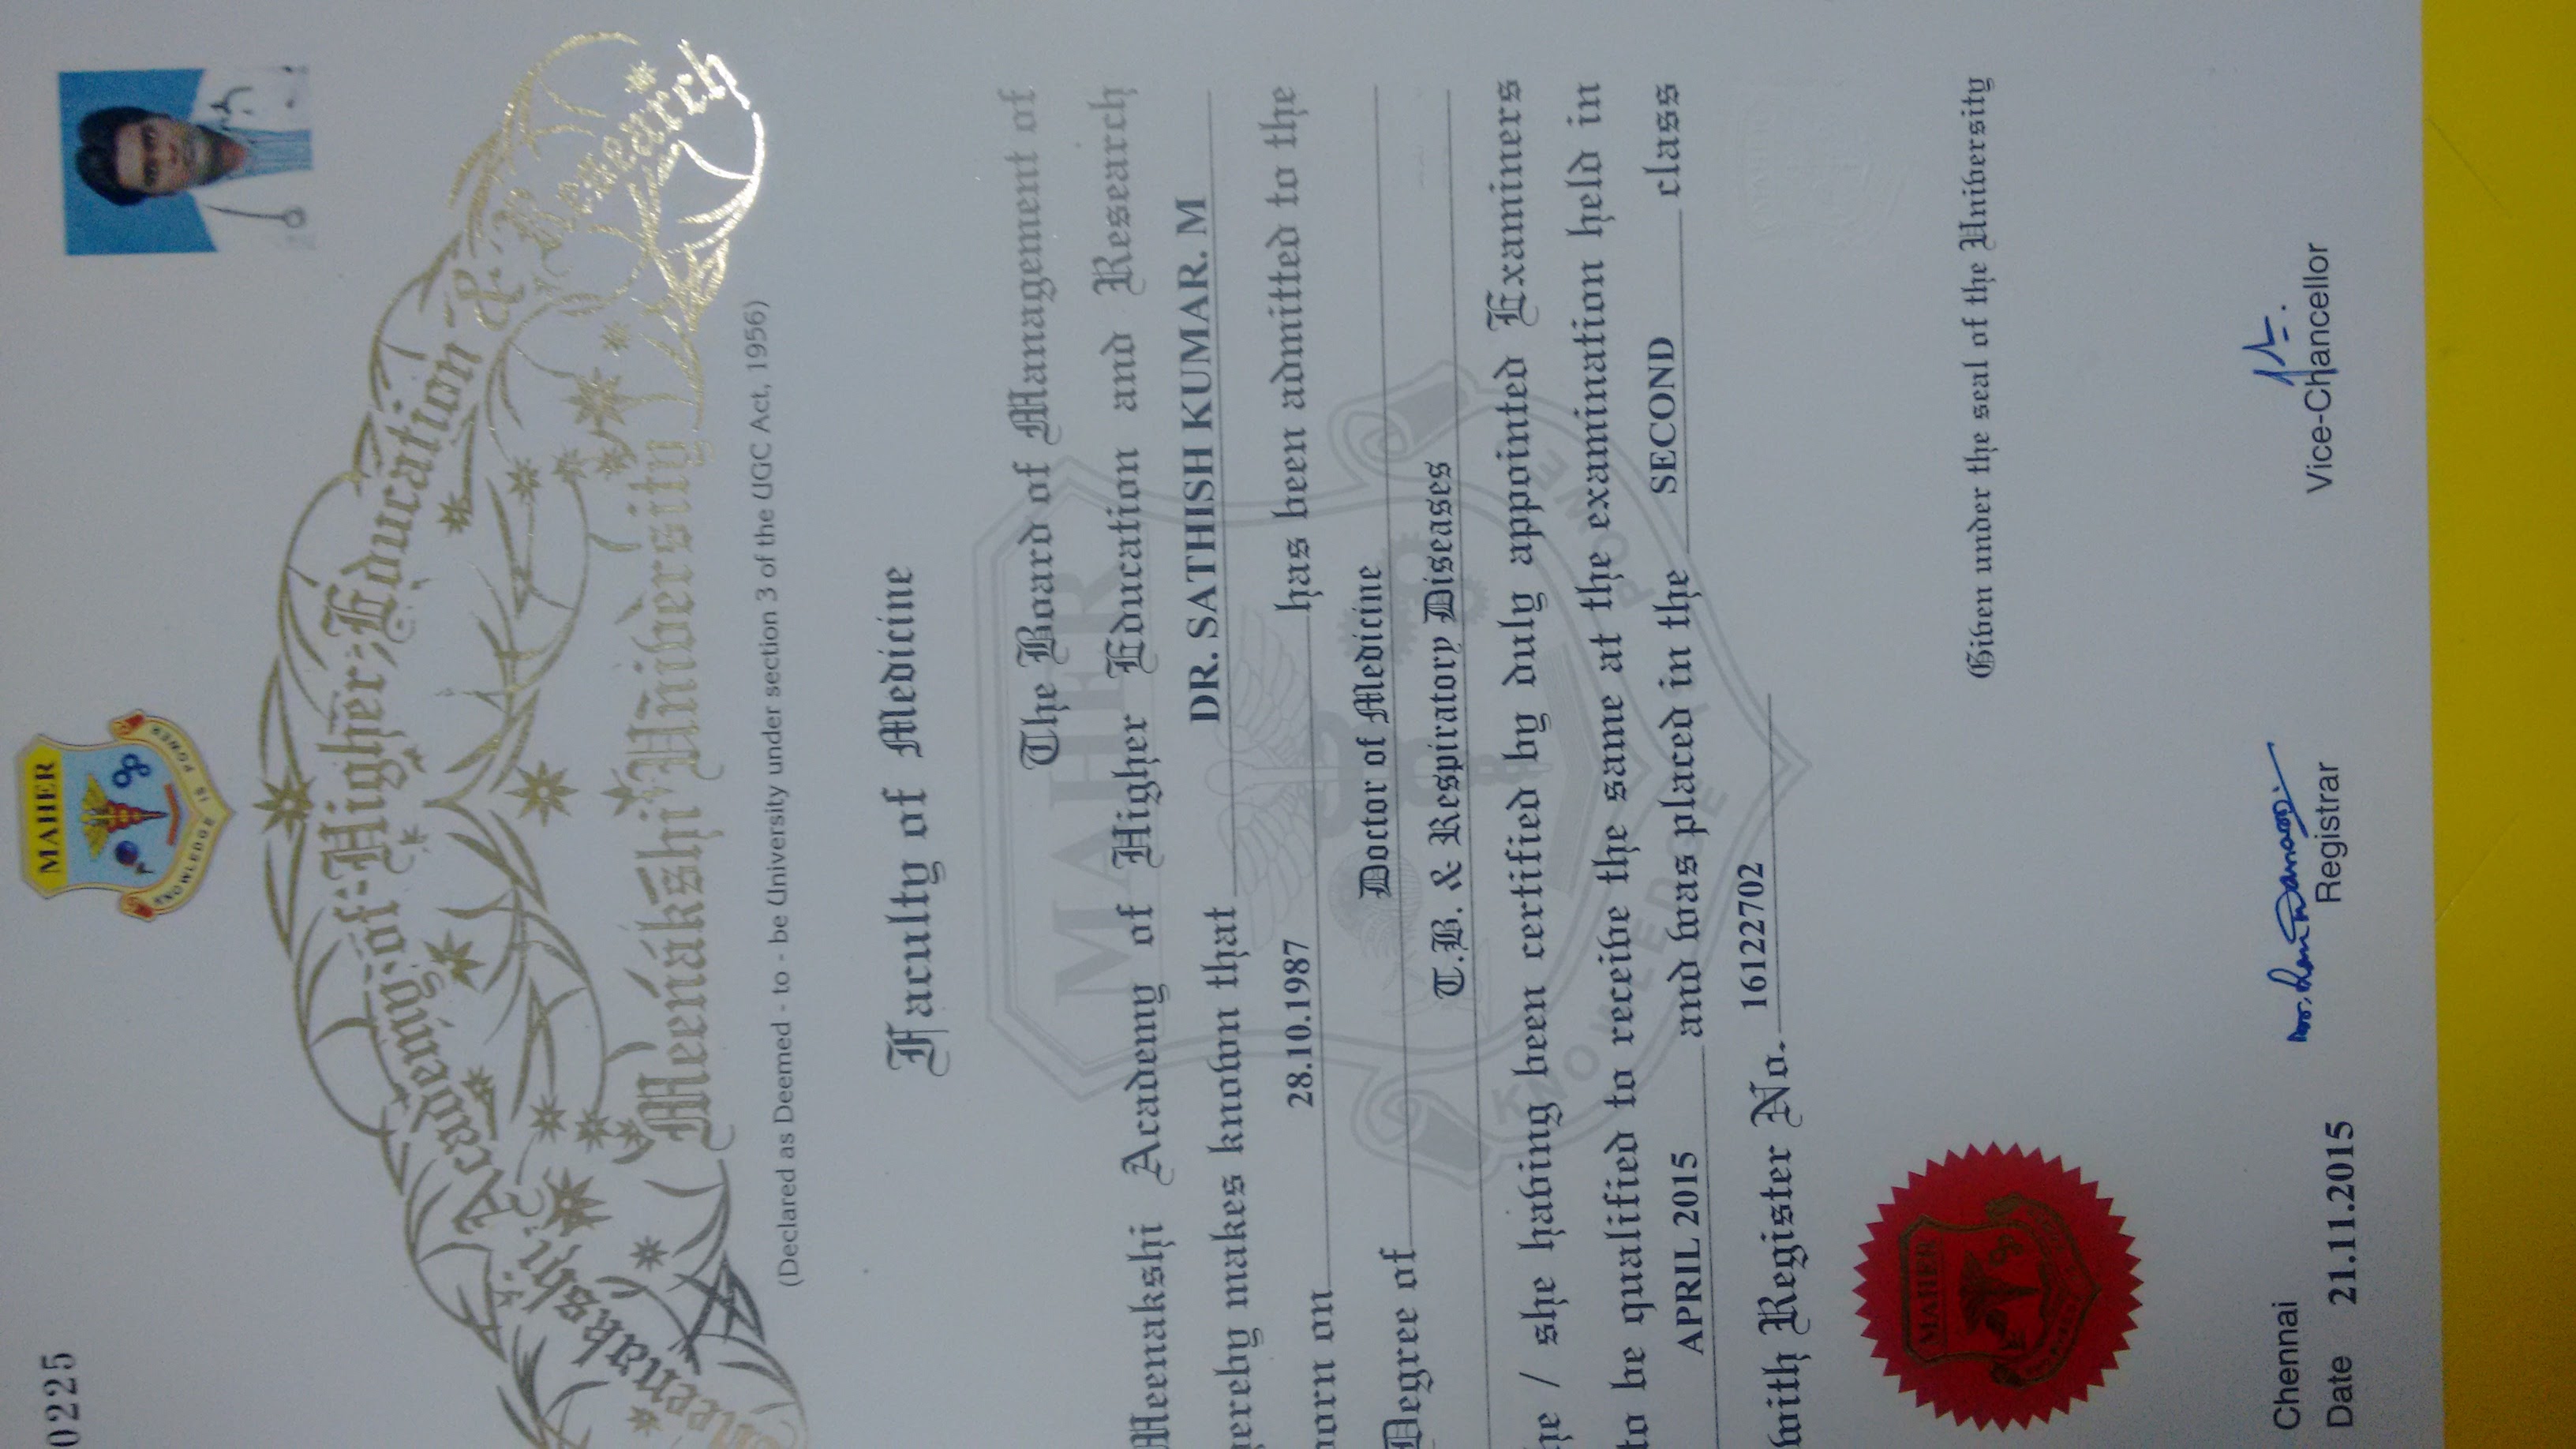 0225
MAHER
KNOWLEDGE IS POWER
Meenakshi Academy of Higher Education & Research
Meenakshi University
(Declared as Deemed - to - be University under section 3 of the UGC Act, 1956)
Faculty of Medicine
The Board of Management of
Meenakshi Academy of Higher Education and Research
hereby makes known that DR. SATHISH KUMAR. M
born on 28.10.1987 has been admitted to the
Degree of Doctor of Medicine
T.B. & Respiratory Diseases
he / she having been certified by duly appointed Examiners
to be qualified to receive the same at the examination held in
APRIL 2015 and was placed in the SECOND class
with Register No. 16122702
Given under the seal of the University
MAHER
Chennai
Date 21.11.2015
Registrar
Vice-Chancellor